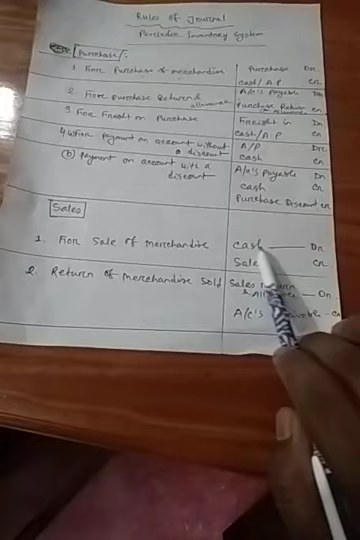 Rules of Journal
Periodic Inventory System
Purchase/:
1. For Purchase of merchandise Purchase Dr.
Cash/A.P Cr.
2. For purchase Return & allowance A/c's Payable Dr.
Purchase Return & allowance Cr.
3. For Freight on Purchase Freight in Dr.
Cash/A.P Cr.
4. (a) For payment on account without a discount A/P Dr.
Cash Cr.
(b) Payment on account with a discount A/c's Payable Dr.
Cash Cr.
Purchase Discount Cr.
Sales
1. For Sale of Merchandise Cash Dr.
Sale Cr.
2. Return of Merchandise Sold Sales Return
& Dr.
A/c's Cr.